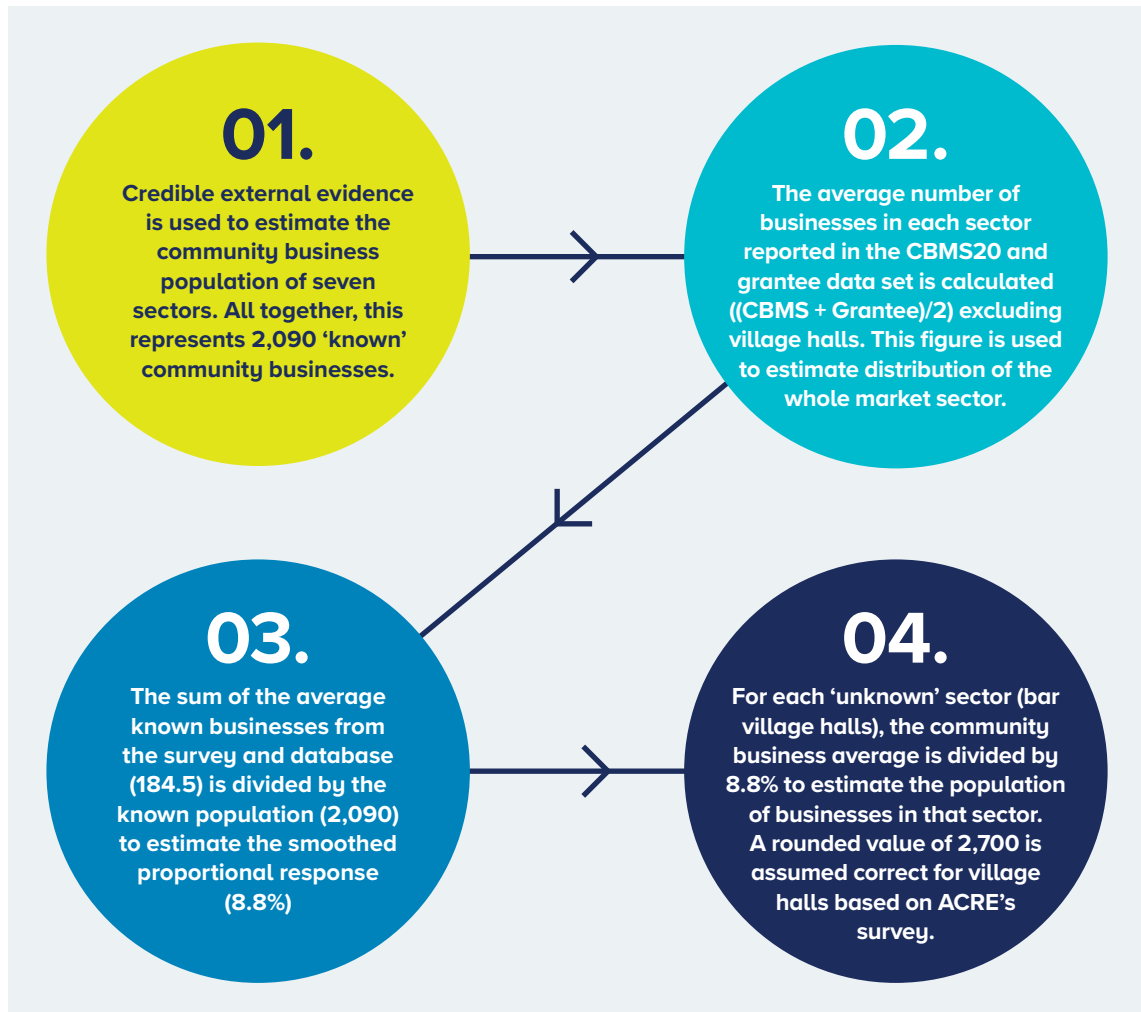 01.
Credible external evidence
is used to estimate the
community business
population of seven
sectors. All together, this
represents 2,090 ‘known’
community businesses.
02.
The average number of
businesses in each sector
reported in the CBMS20 and
grantee data set is calculated
((CBMS + Grantee)/2) excluding
village halls. This figure is used
to estimate distribution of the
whole market sector.
03.
The sum of the average
known businesses from
the survey and database
(184.5) is divided by the
known population (2,090)
to estimate the smoothed
proportional response
(8.8%)
04.
For each ‘unknown’ sector (bar
village halls), the community
business average is divided by
8.8% to estimate the population
of businesses in that sector.
A rounded value of 2,700 is
assumed correct for village
halls based on ACRE’s
survey.